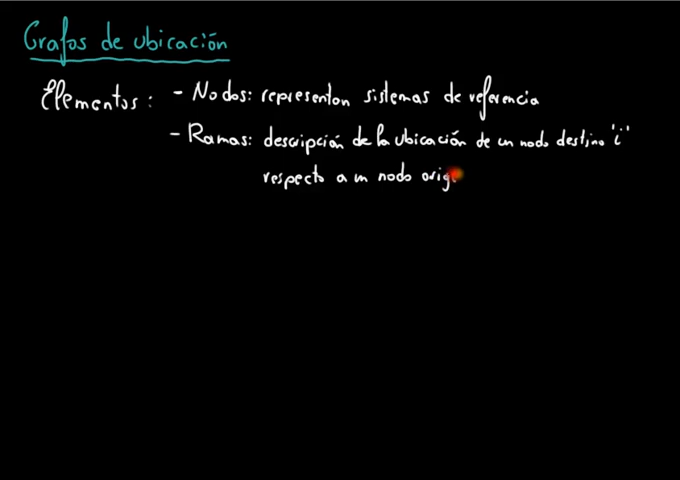 Grafos de ubicación
Elementos: - Nodos: representan sistemas de referencia
- Ramas: descripción de la ubicación de un nodo destino "i"
respecto a un nodo orig